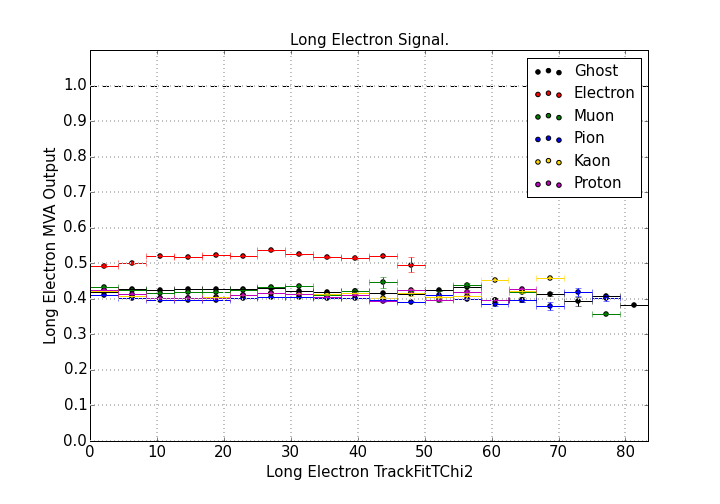 Long Electron Signal.
Long Electron MVA Output
1.0
0.9
0.8
0.7
0.6
0.5
0.4
0.3
0.2
0.1
0.0
Ghost
Electron
Muon
Pion
Kaon
Proton
0 10 20 30 40 50 60 70 80
Long Electron TrackFitTChi2